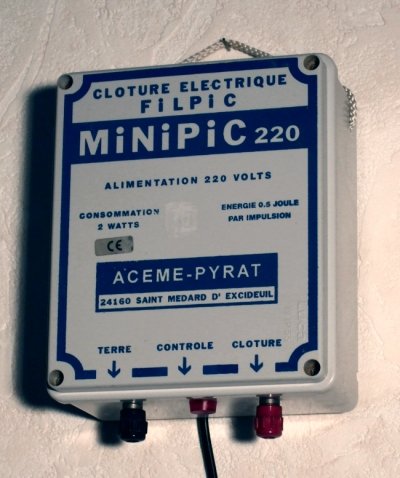 CLOTURE ELECTRIQUE
FiLPiC
MiNiPiC 220
ALIMENTATION 220 VOLTS
CONSOMMATION
2 WATTS
ENERGIE 0.5 JOULE
PAR IMPULSION
CE
ACEME-PYRAT
24160 SAINT MEDARD D' EXCIDEUIL
TERRE CONTROLE CLOTURE